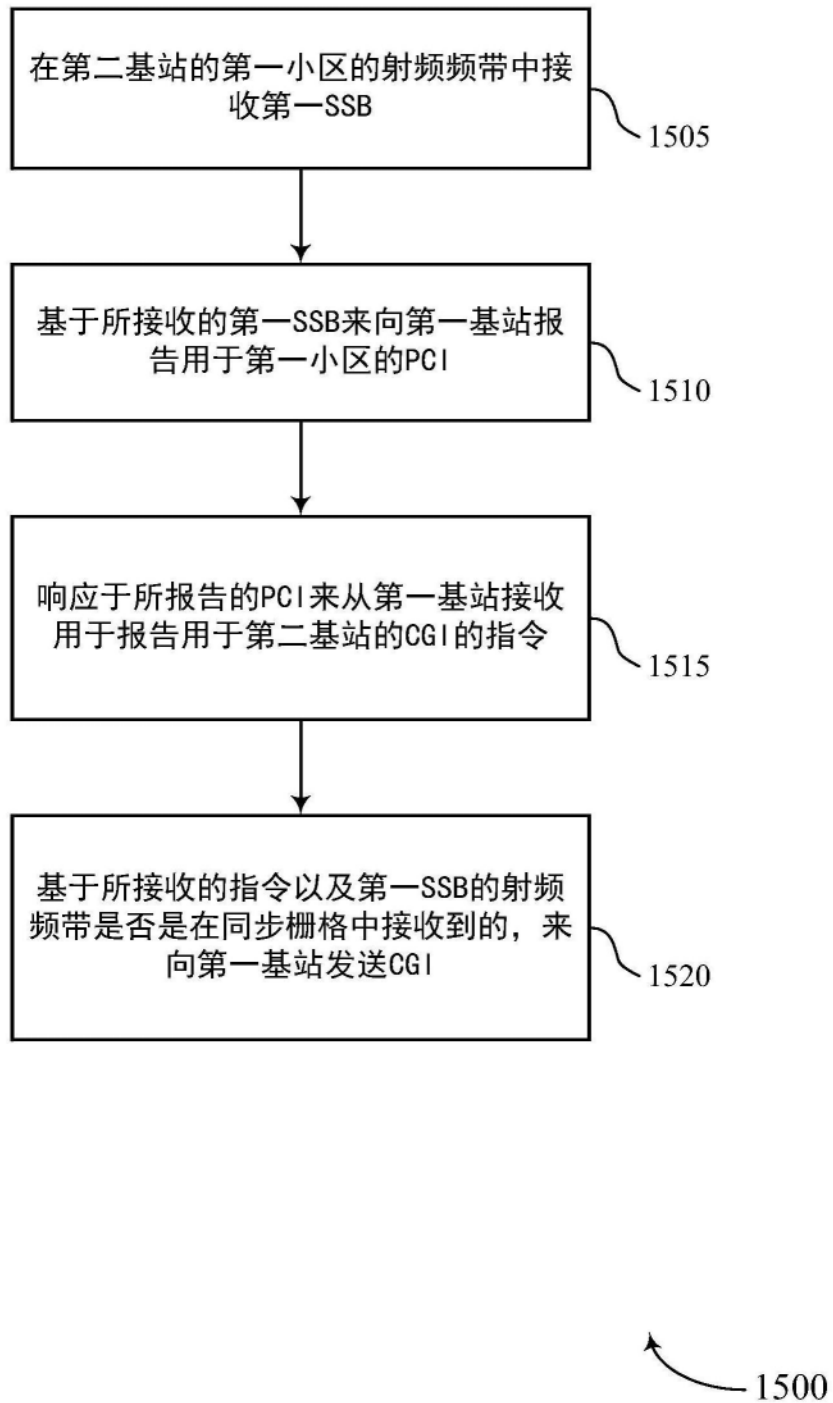 在第二基站的第一小区的射频频带中接
收第一SSB
1505
基于所接收的第一SSB来向第一基站报
告用于第一小区的PCI
1510
响应于所报告的PCI来从第一基站接收
用于报告用于第二基站的CGI的指令
1515
基于所接收的指令以及第一SSB的射频
频带是否是在同步栅格中接收到的，来
向第一基站发送CGI
1520
1500